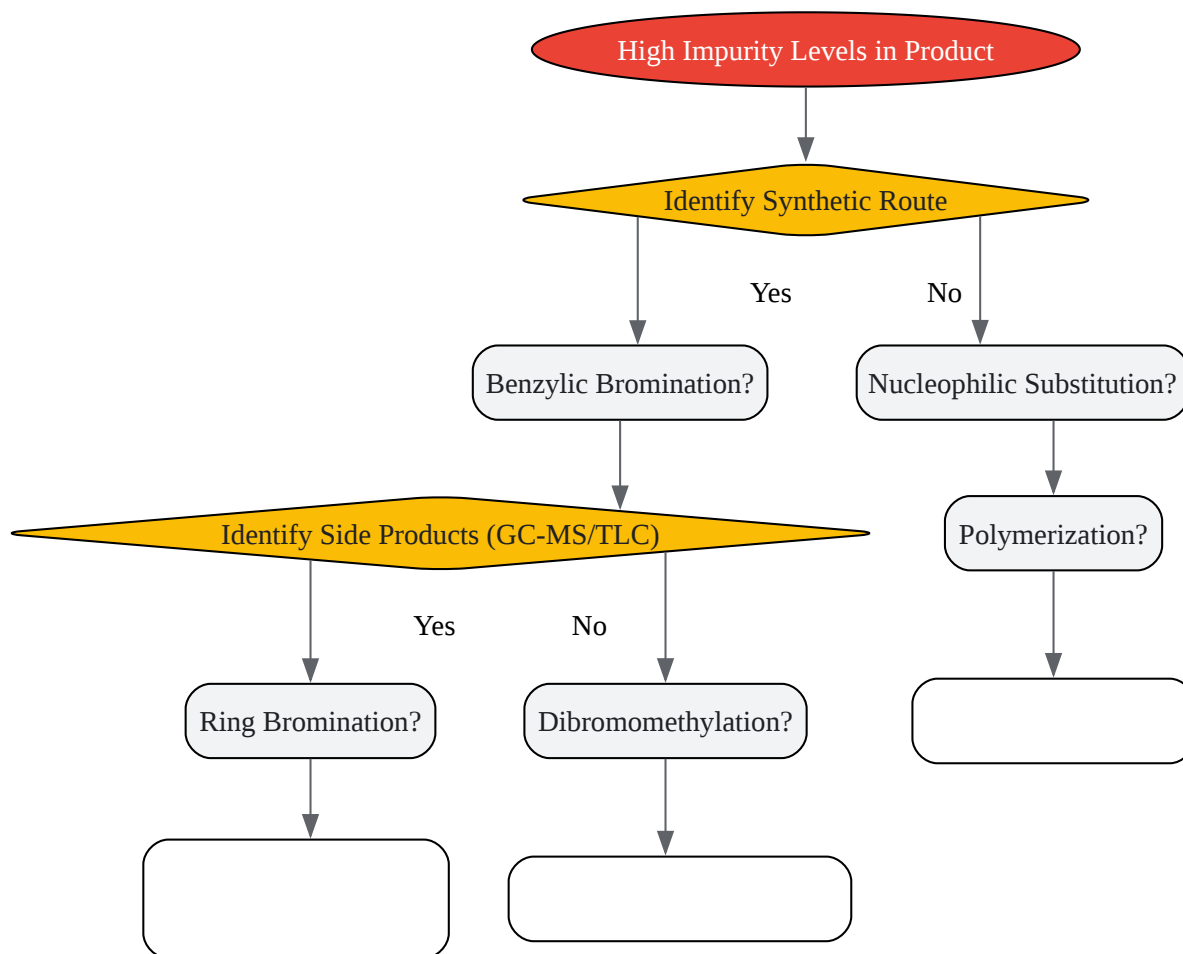 High Impurity Levels in Product
Identify Synthetic Route
Yes
No
Benzylic Bromination?
Nucleophilic Substitution?
Identify Side Products (GC-MS/TLC)
Polymerization?
Yes
No
Ring Bromination?
Dibromomethylation?